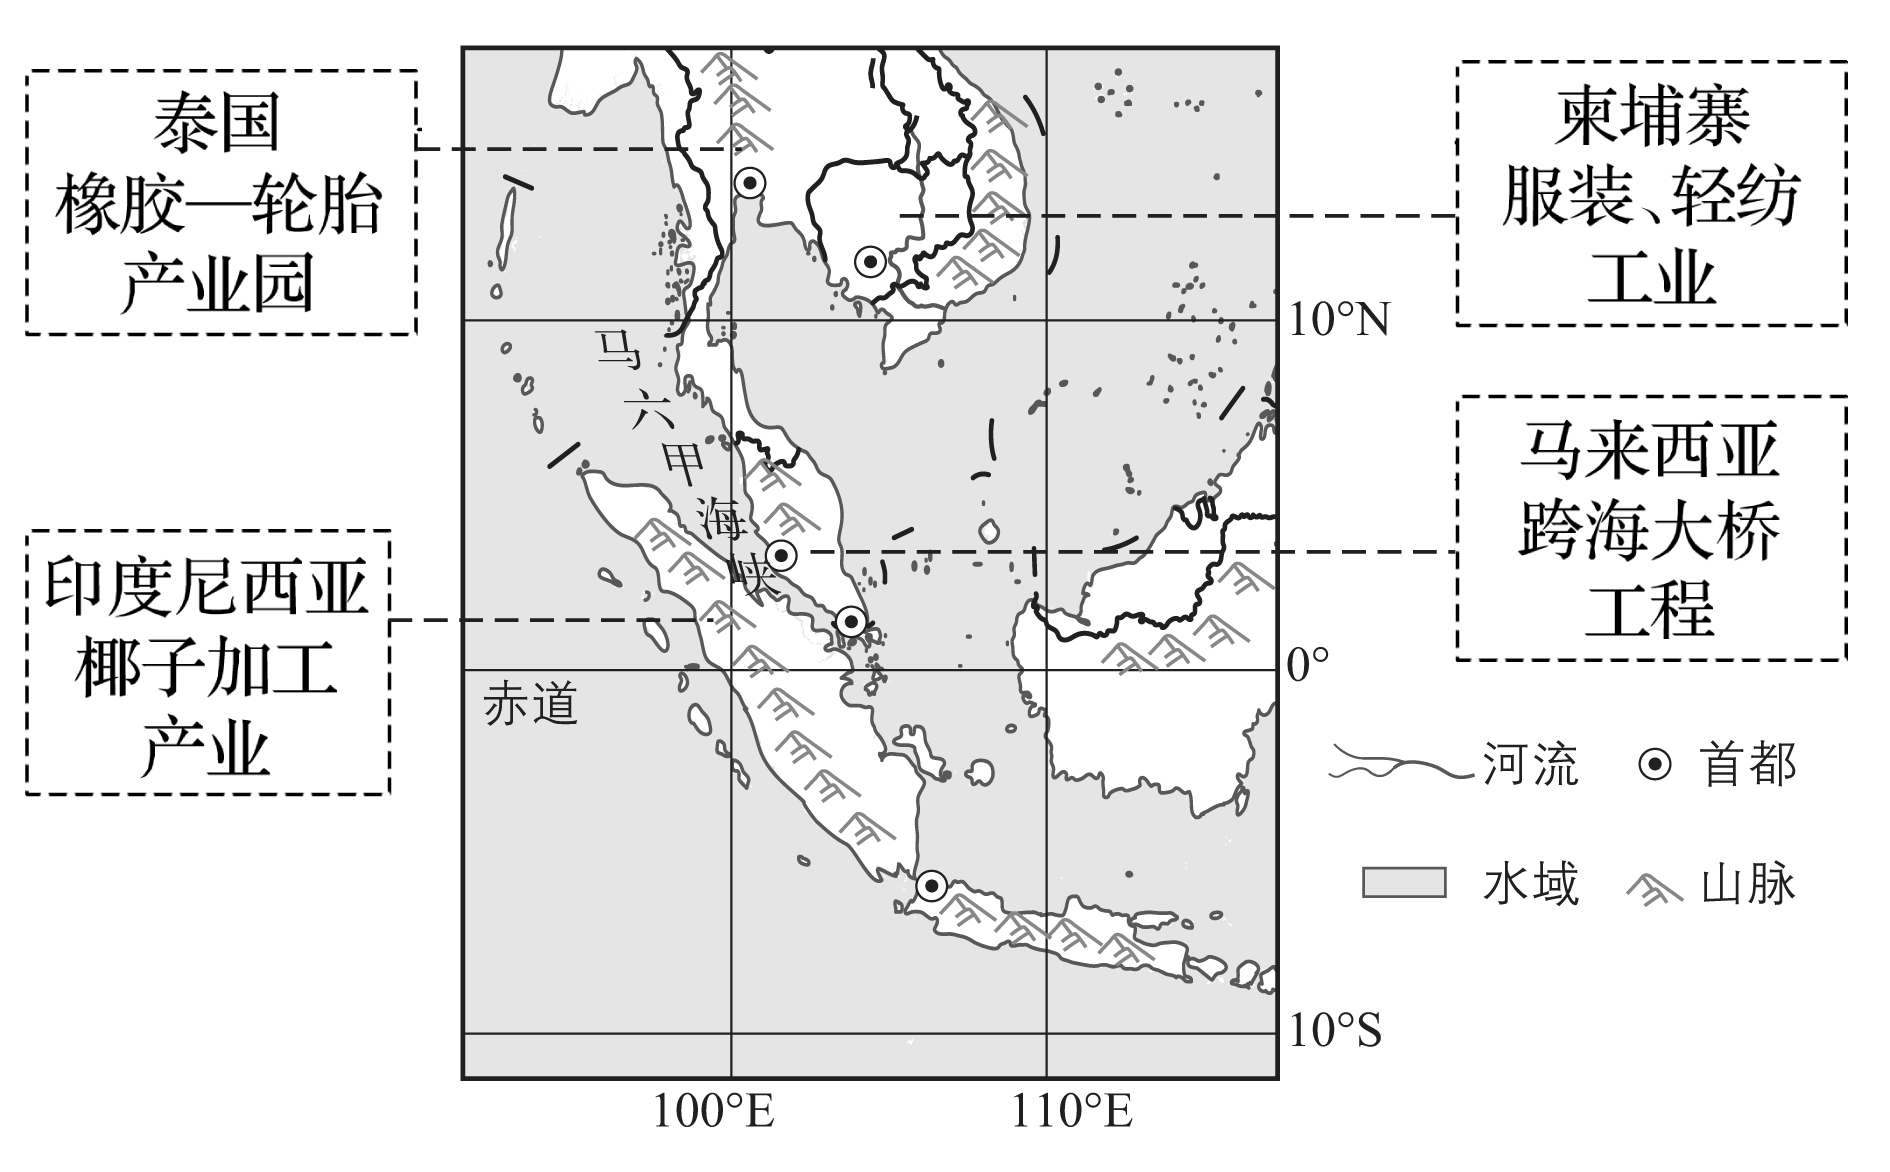 泰国
橡胶—轮胎
产业园
柬埔寨
服装、轻纺
工业
10°N
马六甲海峡
马来西亚
跨海大桥
工程
印度尼西亚
椰子加工
产业
0°
赤道
河流
首都
水域
山脉
10°S
100°E
110°E